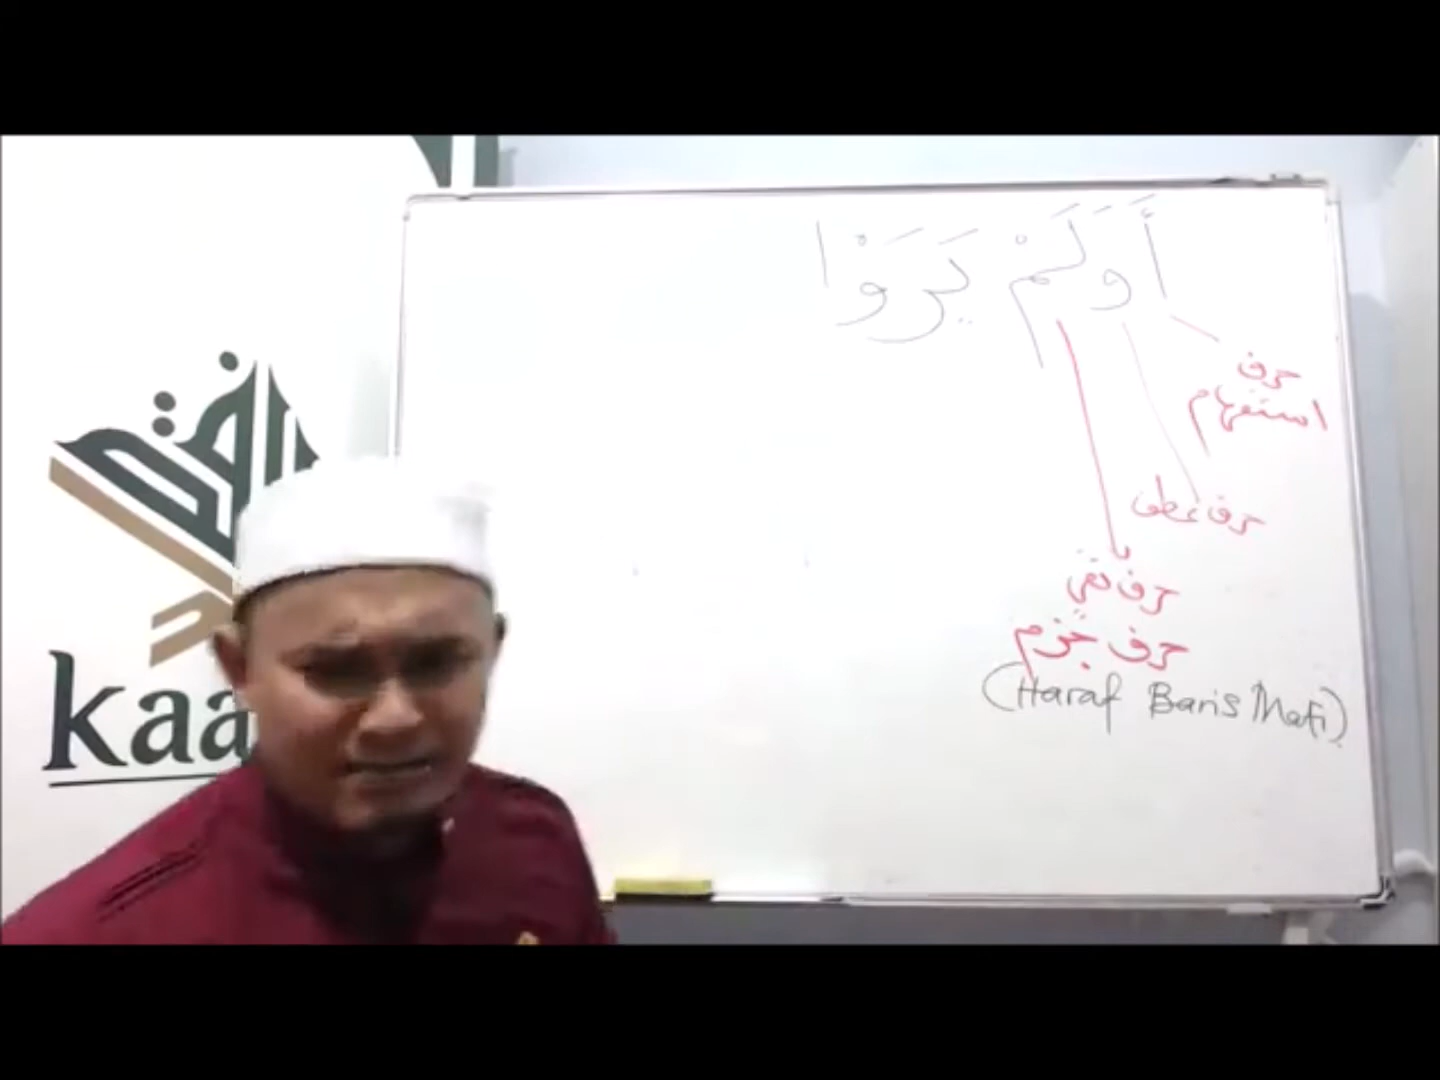 أَوَلَمْ يَرَوْا
حرف
استفهام
حرف عطف
حرف نفي
حرف جزم
(Haraf Baris Mati)
kaa